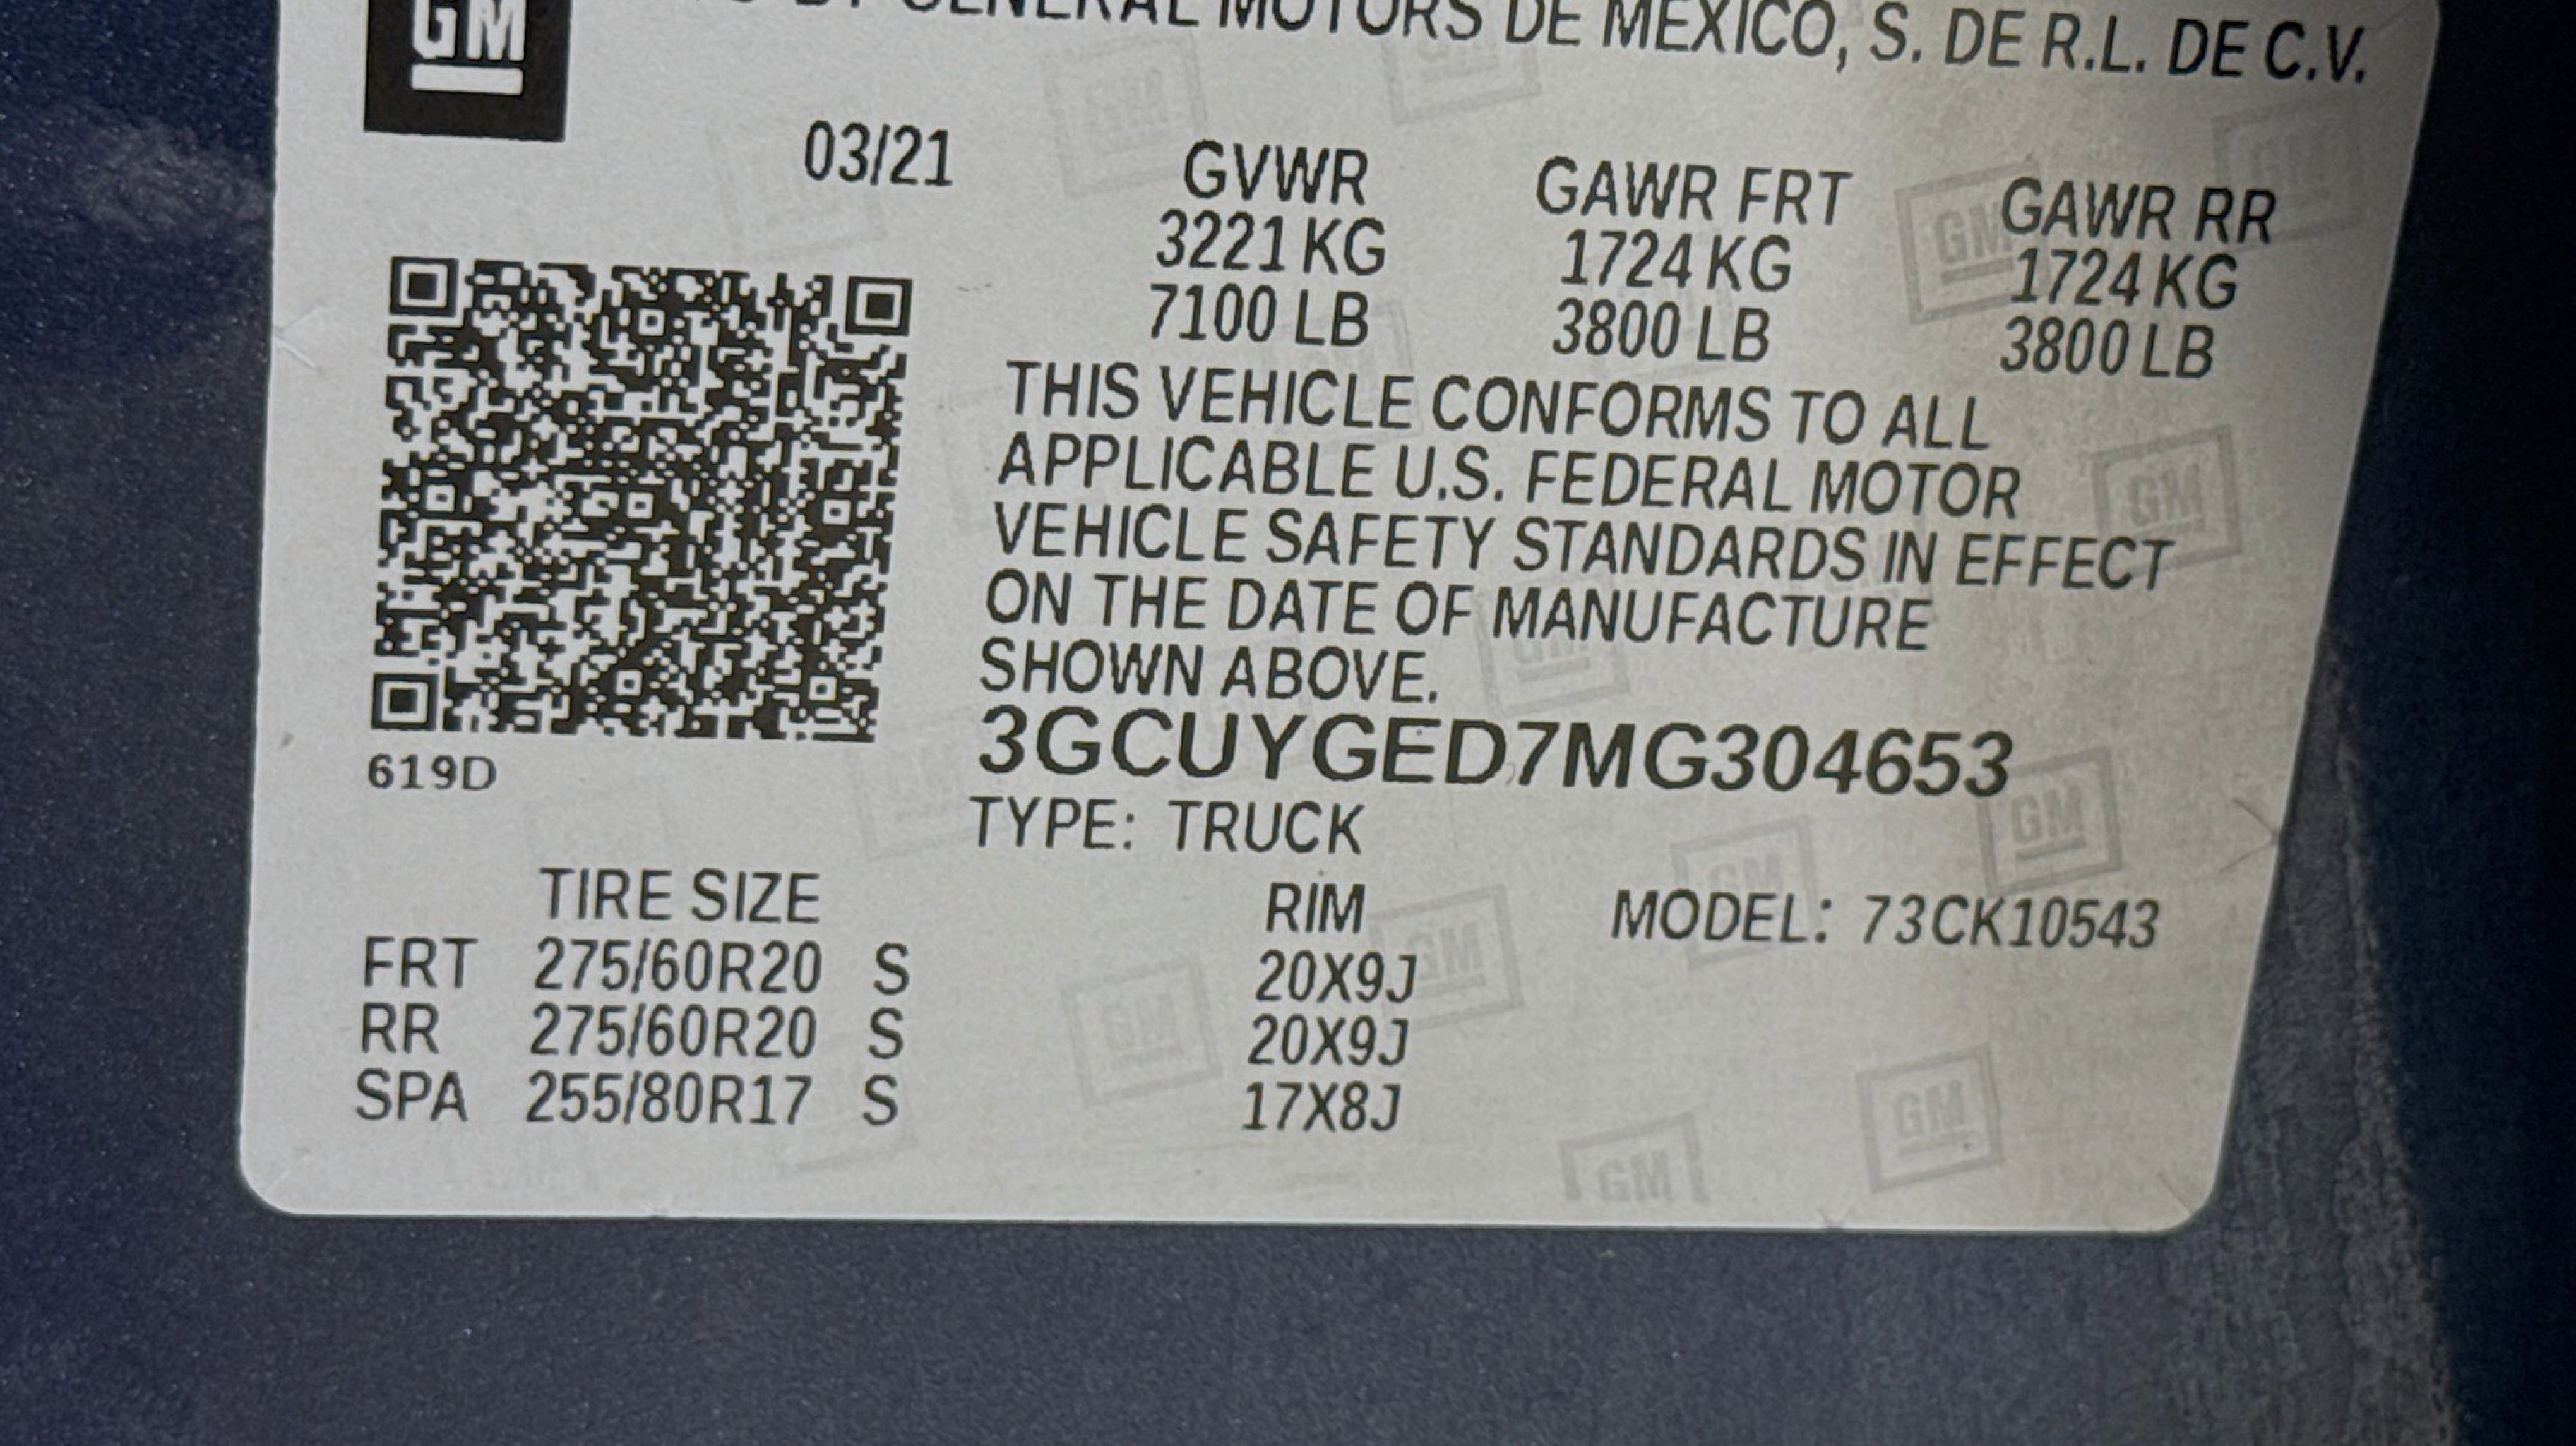 GM
GENERAL MOTORS DE MEXICO, S. DE R.L. DE C.V.
03/21
GVWR GAWR FRT GAWR RR
3221 KG 1724 KG 1724 KG
7100 LB 3800 LB 3800 LB
THIS VEHICLE CONFORMS TO ALL
APPLICABLE U.S. FEDERAL MOTOR
VEHICLE SAFETY STANDARDS IN EFFECT
ON THE DATE OF MANUFACTURE
SHOWN ABOVE.
3GCUYGED7MG304653
619D
TYPE: TRUCK
TIRE SIZE RIM MODEL: 73CK10543
FRT 275/60R20 S 20X9J
RR 275/60R20 S 20X9J
SPA 255/80R17 S 17X8J